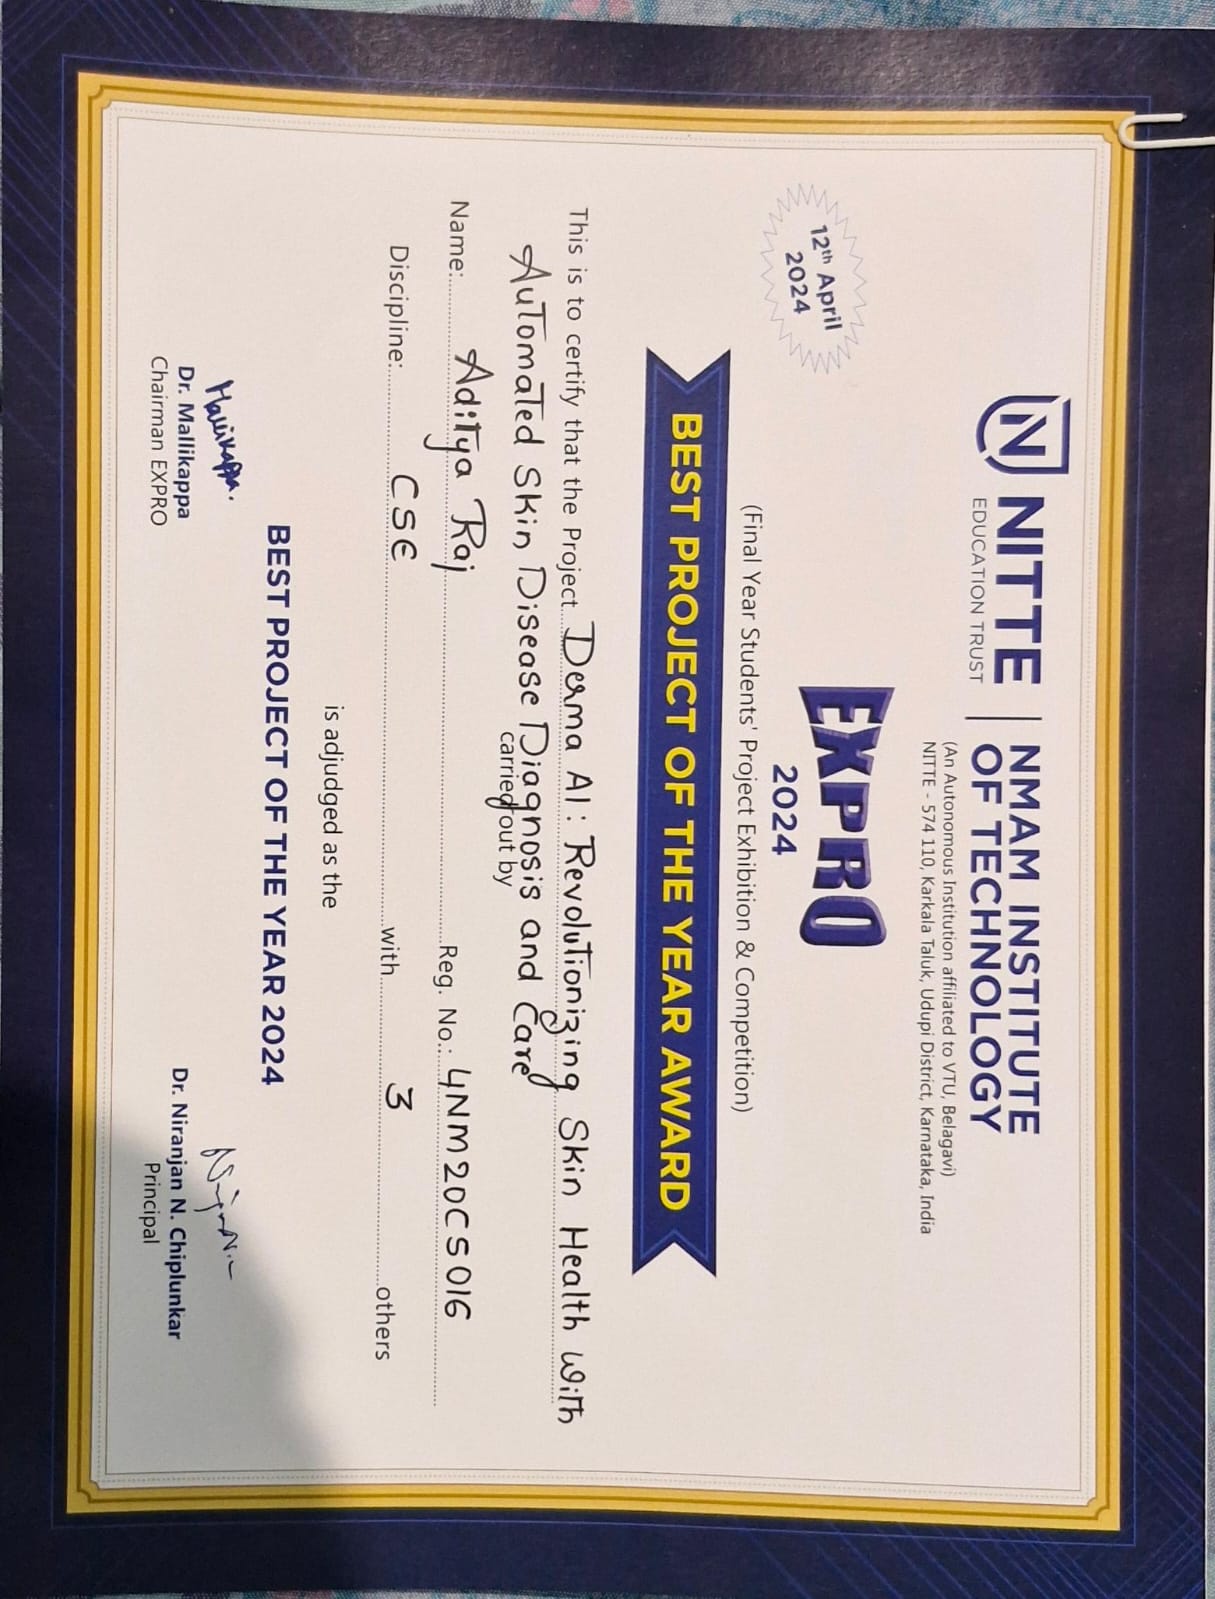 NITTE
EDUCATION TRUST
NMAM INSTITUTE
OF TECHNOLOGY
(An Autonomous Institution affiliated to VTU, Belagavi)
NITTE - 574 110, Karkala Taluk, Udupi District, Karnataka, India
12th April
2024
EXPRO
2024
(Final Year Students' Project Exhibition & Competition)
BEST PROJECT OF THE YEAR AWARD
This is to certify that the Project Derma AI: Revolutionizing Skin Health with
Automated Skin Disease Diagnosis and Care
carried out by
Name: Aditya Raj Reg. No.: 4NM20CS016
Discipline: CSE with 3 others
is adjudged as the
BEST PROJECT OF THE YEAR 2024
Mallikappa.
Dr. Mallikappa
Chairman EXPRO
Dr. Niranjan N. Chiplunkar
Principal